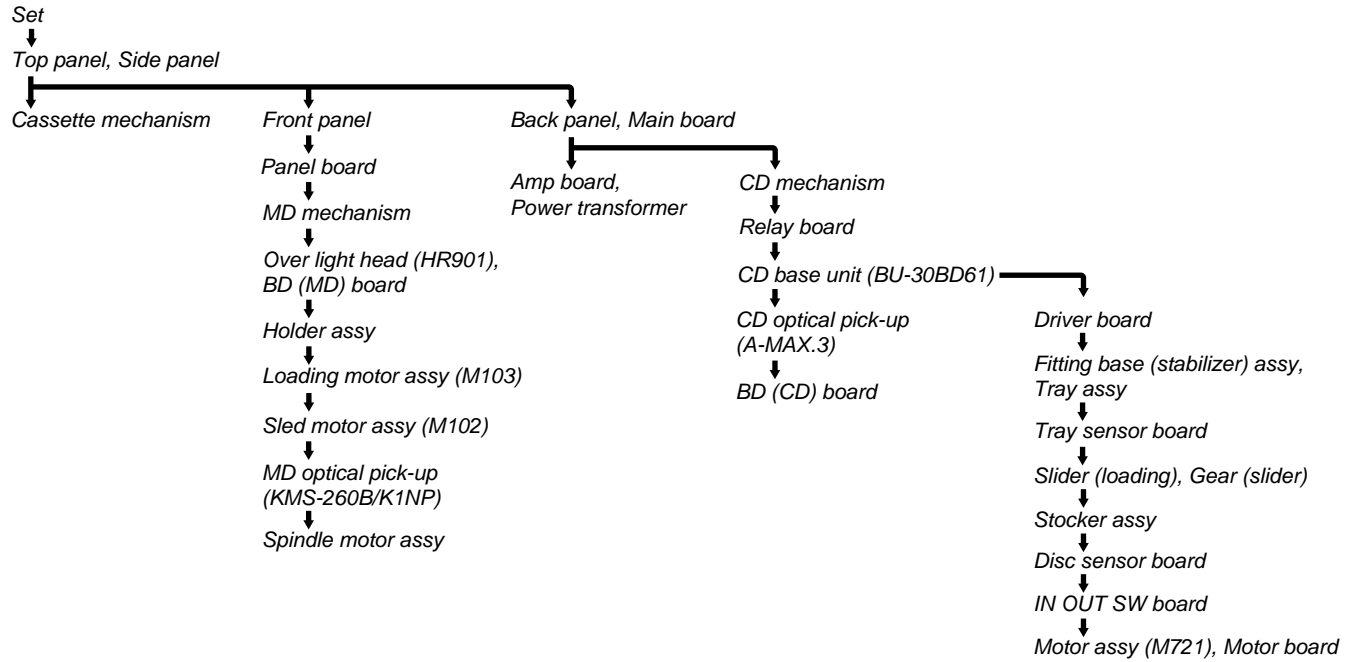 Set
Top panel, Side panel
Cassette mechanism
Front panel
Panel board
MD mechanism
Over light head (HR901),
BD (MD) board
Holder assy
Loading motor assy (M103)
Sled motor assy (M102)
MD optical pick-up
(KMS-260B/K1NP)
Spindle motor assy
Back panel, Main board
Amp board,
Power transformer
CD mechanism
Relay board
CD base unit (BU-30BD61)
CD optical pick-up
(A-MAX.3)
BD (CD) board
Driver board
Fitting base (stabilizer) assy,
Tray assy
Tray sensor board
Slider (loading), Gear (slider)
Stocker assy
Disc sensor board
IN OUT SW board
Motor assy (M721), Motor board